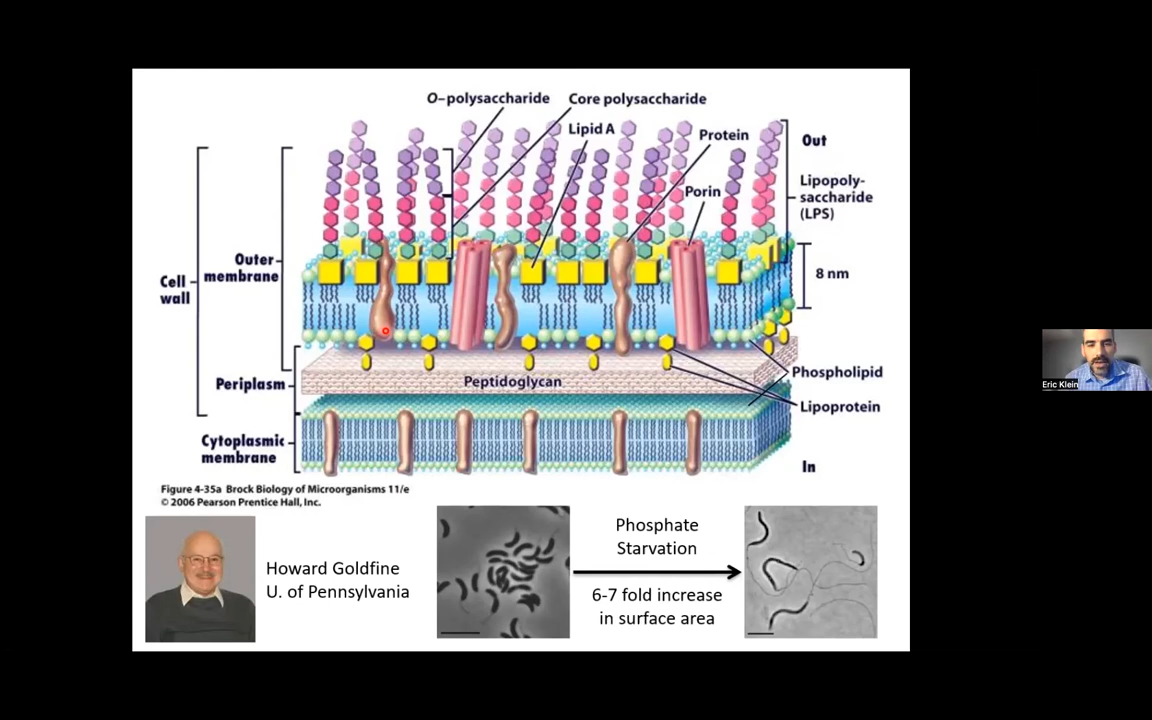 O–polysaccharide
Core polysaccharide
Lipid A
Protein
Out
Porin
Lipopoly-
saccharide
(LPS)
Outer
membrane
8 nm
Cell
wall
Phospholipid
Periplasm
Peptidoglycan
Lipoprotein
Cytoplasmic
membrane
In
Figure 4-35a Brock Biology of Microorganisms 11/e
© 2006 Pearson Prentice Hall, Inc.
Howard Goldfine
U. of Pennsylvania
Phosphate
Starvation
6-7 fold increase
in surface area
Eric Klein